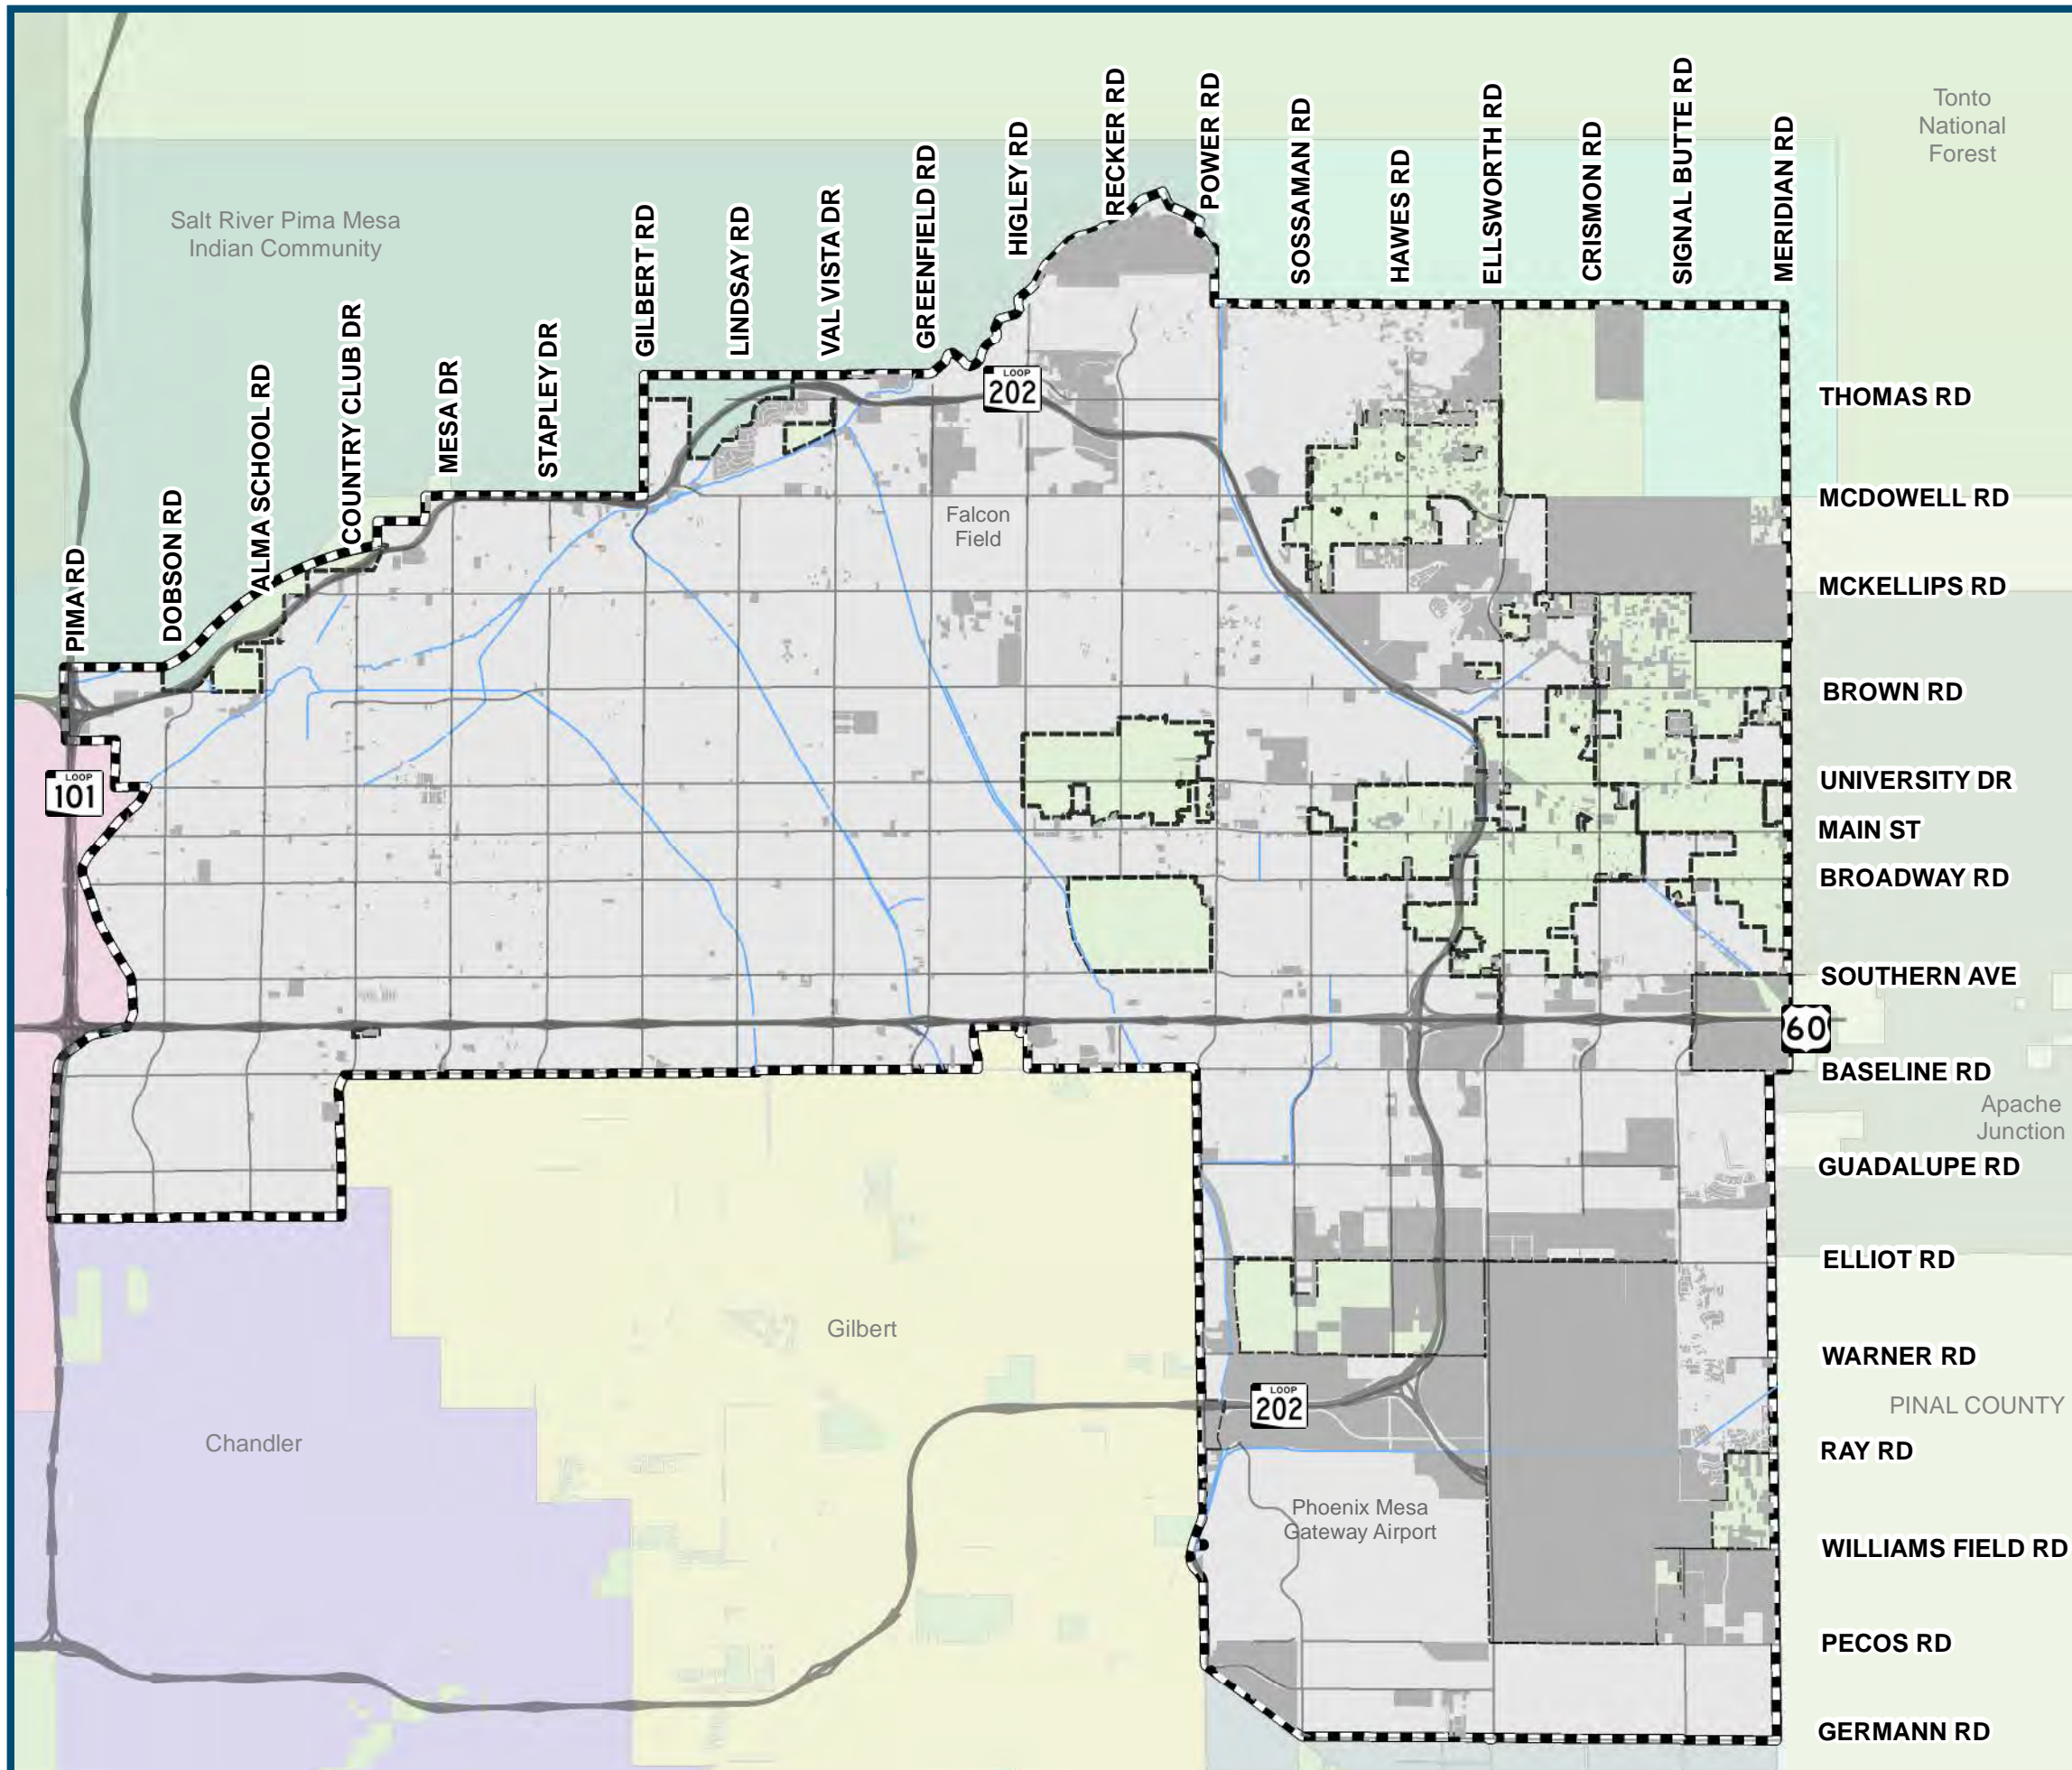 Tonto
National
Forest
Salt River Pima Mesa
Indian Community
PIMA RD
DOBSON RD
ALMA SCHOOL RD
COUNTRY CLUB DR
MESA DR
STAPLEY DR
GILBERT RD
LINDSAY RD
VAL VISTA DR
GREENFIELD RD
HIGLEY RD
RECKER RD
POWER RD
SOSSAMAN RD
HAWES RD
ELLSWORTH RD
CRISMON RD
SIGNAL BUTTE RD
MERIDIAN RD
LOOP
202
THOMAS RD
MCDOWELL RD
Falcon
Field
MCKELLIPS RD
BROWN RD
LOOP
101
UNIVERSITY DR
MAIN ST
BROADWAY RD
SOUTHERN AVE
60
BASELINE RD
Apache
Junction
GUADALUPE RD
ELLIOT RD
Gilbert
WARNER RD
LOOP
202
PINAL COUNTY
Chandler
RAY RD
Phoenix Mesa
Gateway Airport
WILLIAMS FIELD RD
PECOS RD
GERMANN RD